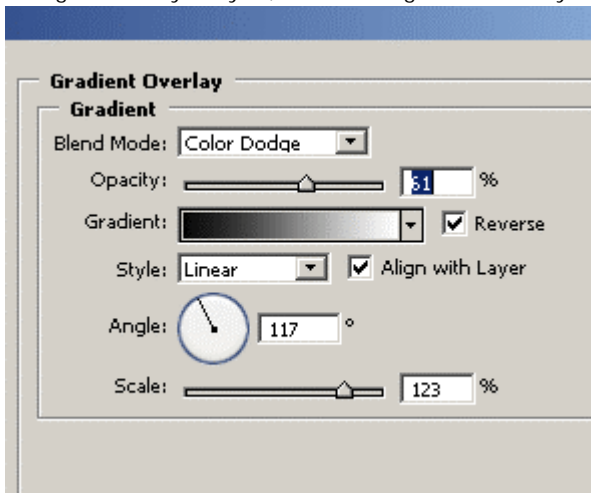 Gradient Overlay
Gradient
Blend Mode: Color Dodge
Opacity: 61 %
Gradient: Reverse
Style: Linear Align with Layer
Angle: 117 °
Scale: 123 %